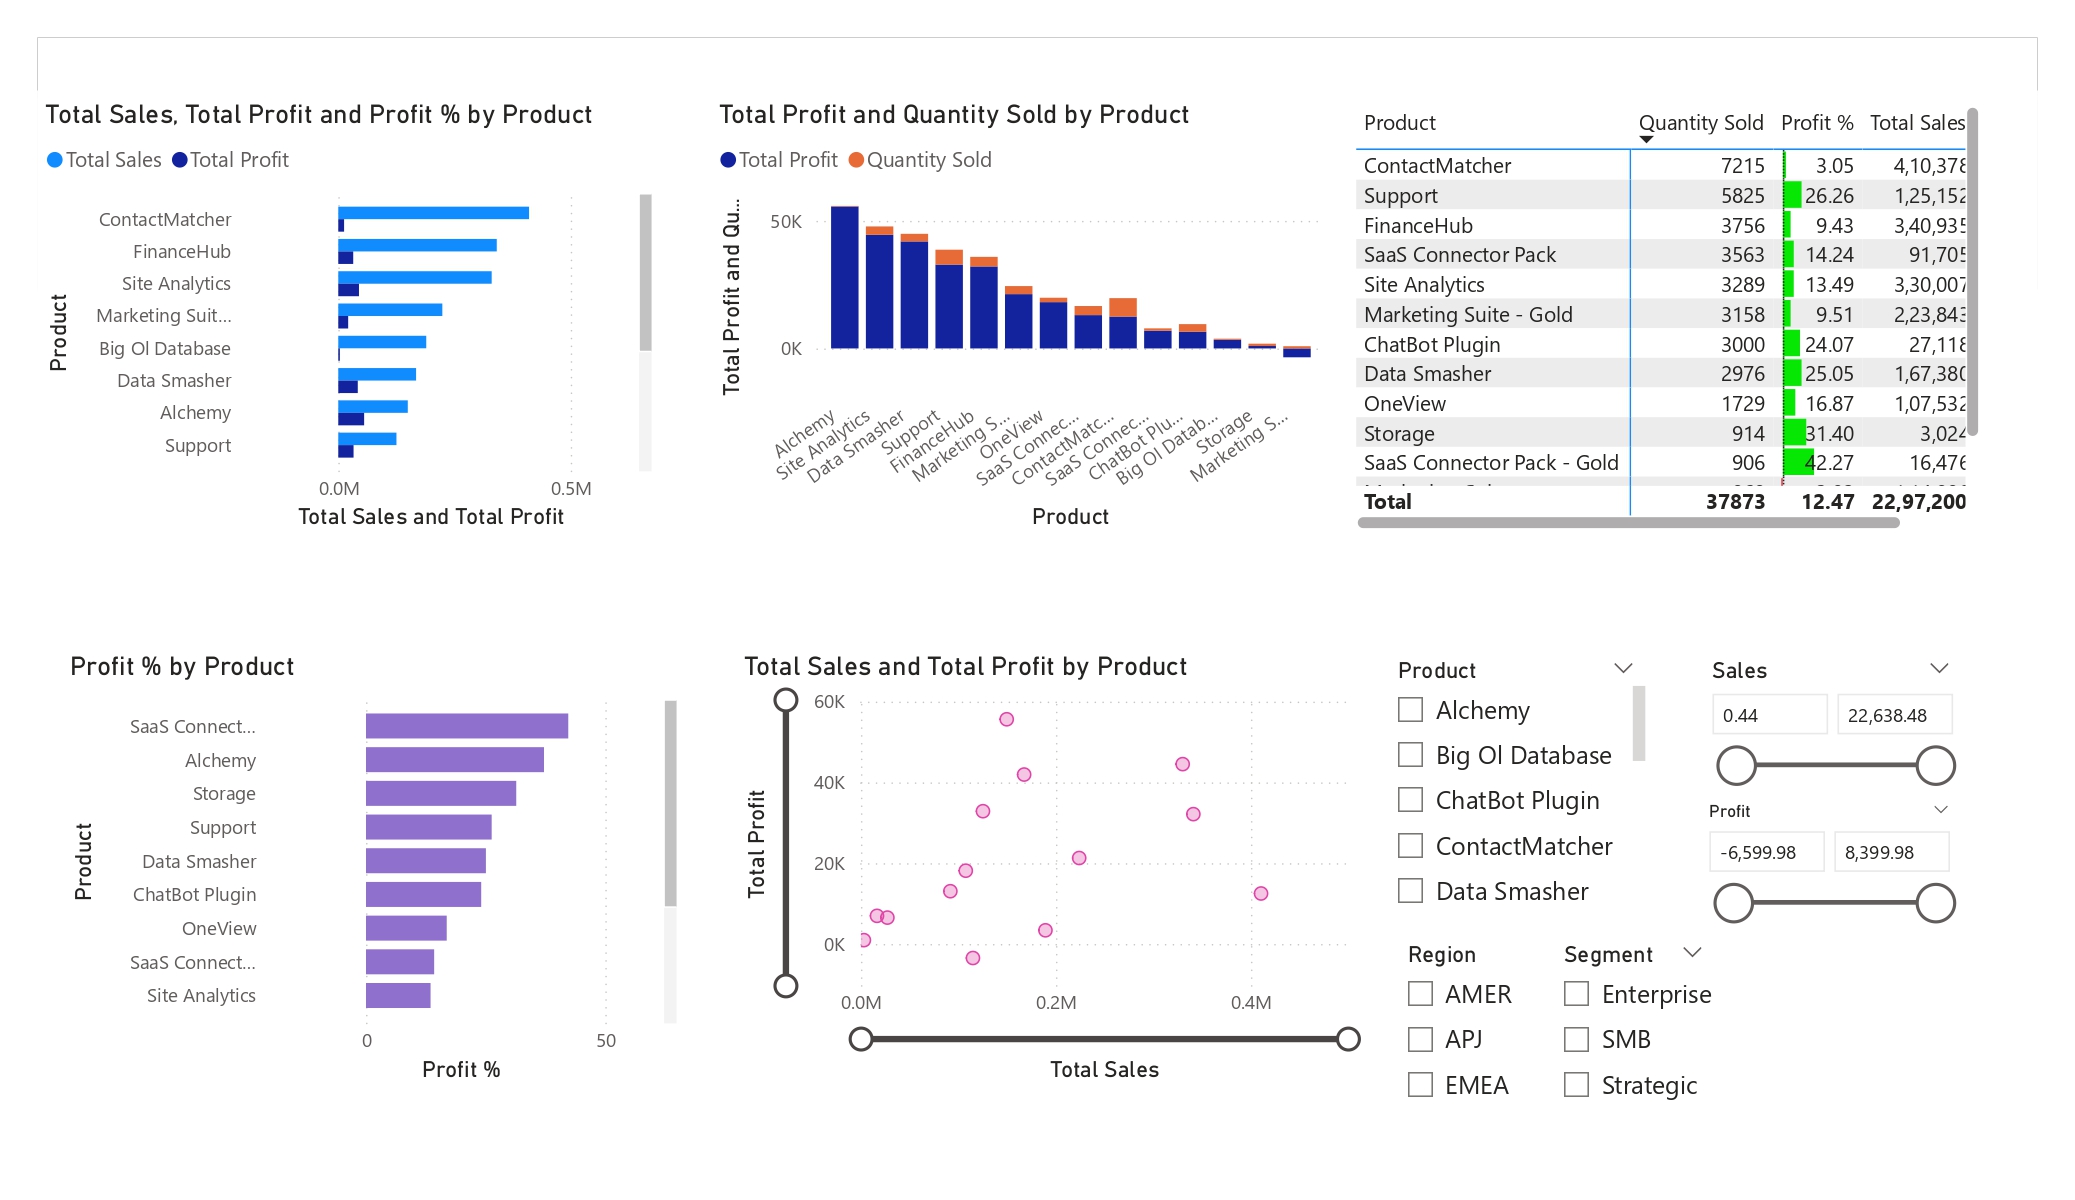 Total Sales, Total Profit and Profit % by Product
Total Sales Total Profit
ContactMatcher
FinanceHub
Site Analytics
Marketing Suit...
Big Ol Database
Data Smasher
Alchemy
Support
Product
0.0M 0.5M
Total Sales and Total Profit
Total Profit and Quantity Sold by Product
Total Profit Quantity Sold
Total Profit and Qu...
50K
0K
Alchemy
Site Analytics
Data Smasher
Support
FinanceHub
Marketing S...
OneView
SaaS Connec...
ContactMatc...
SaaS Connec...
ChatBot Plu...
Big Ol Datab...
Storage
Marketing S...
Product
Product Quantity Sold Profit % Total Sales
ContactMatcher 7215 3.05 4,10,378
Support 5825 26.26 1,25,152
FinanceHub 3756 9.43 3,40,935
SaaS Connector Pack 3563 14.24 91,705
Site Analytics 3289 13.49 3,30,007
Marketing Suite - Gold 3158 9.51 2,23,843
ChatBot Plugin 3000 24.07 27,118
Data Smasher 2976 25.05 1,67,380
OneView 1729 16.87 1,07,532
Storage 914 31.40 3,024
SaaS Connector Pack - Gold 906 42.27 16,476
Total 37873 12.47 22,97,200
Profit % by Product
SaaS Connect...
Alchemy
Storage
Support
Data Smasher
ChatBot Plugin
OneView
SaaS Connect...
Site Analytics
Product
0 50
Profit %
Total Sales and Total Profit by Product
60K
40K
20K
0K
Total Profit
0.0M 0.2M 0.4M
Total Sales
Product
Alchemy
Big Ol Database
ChatBot Plugin
ContactMatcher
Data Smasher
Sales
0.44 22,638.48
Profit
-6,599.98 8,399.98
Region
AMER
APJ
EMEA
Segment
Enterprise
SMB
Strategic